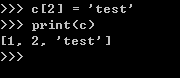 >>> c[2] = 'test'
>>> print(c)
[1, 2, 'test']
>>>